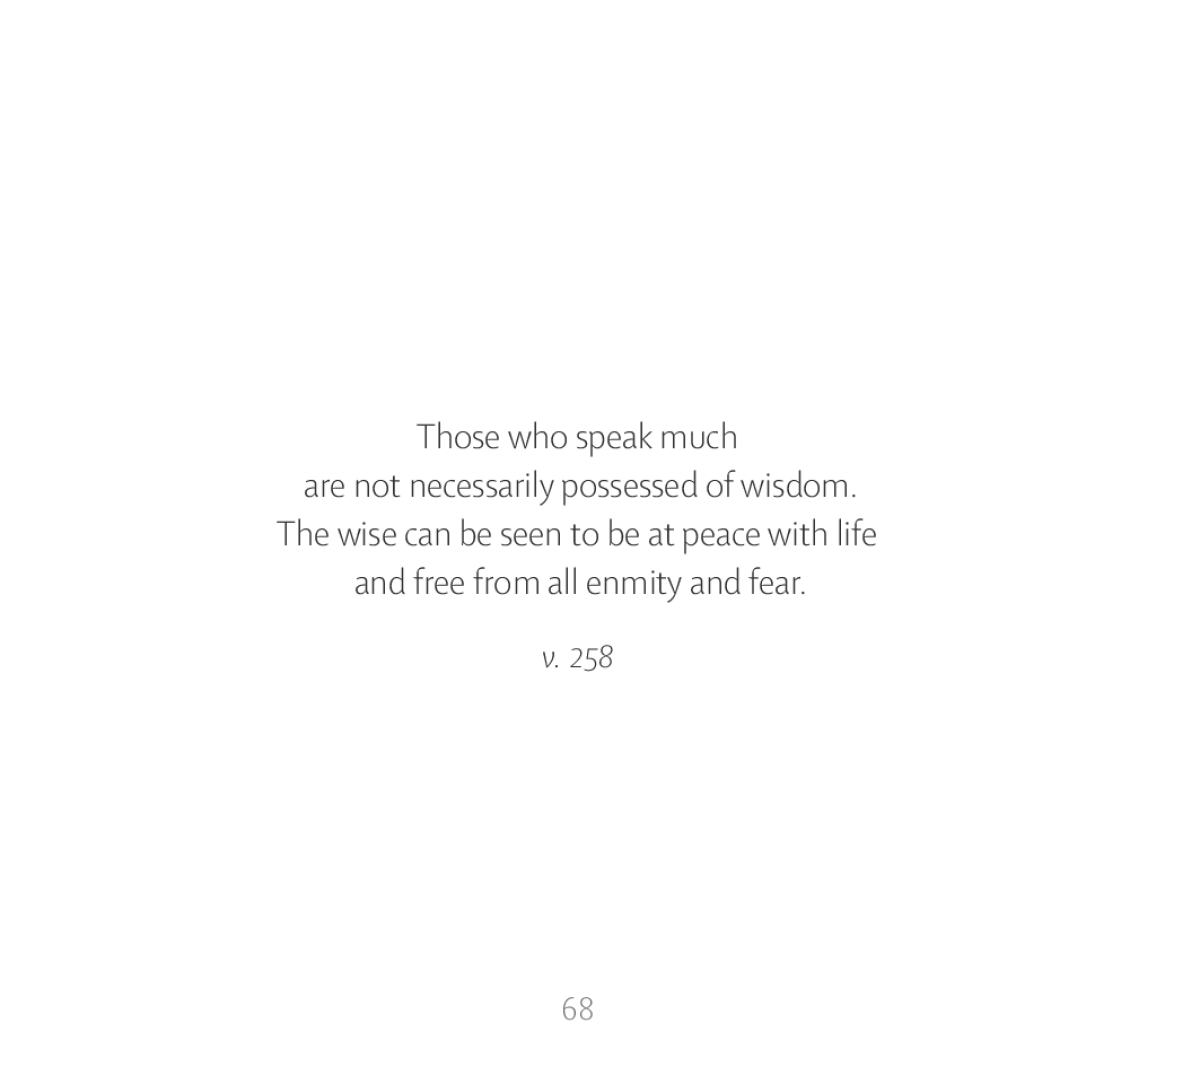 Those who speak much
are not necessarily possessed of wisdom.
The wise can be seen to be at peace with life
and free from all enmity and fear.
v. 258
68